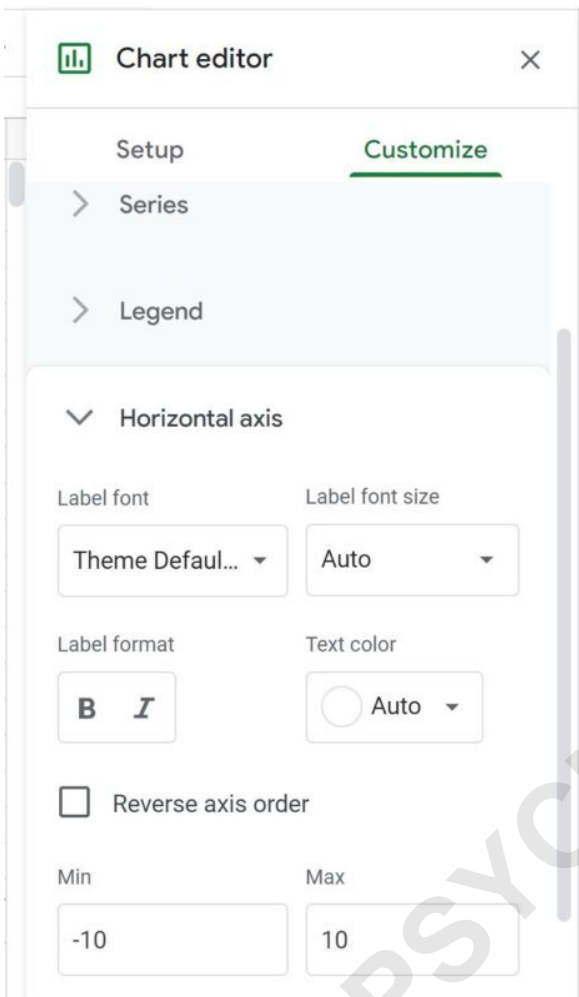 Chart editor
Setup Customize
Series
Legend
Horizontal axis
Label font Label font size
Theme Defaul... Auto
Label format Text color
B I Auto
Reverse axis order
Min Max
-10 10
PSYC